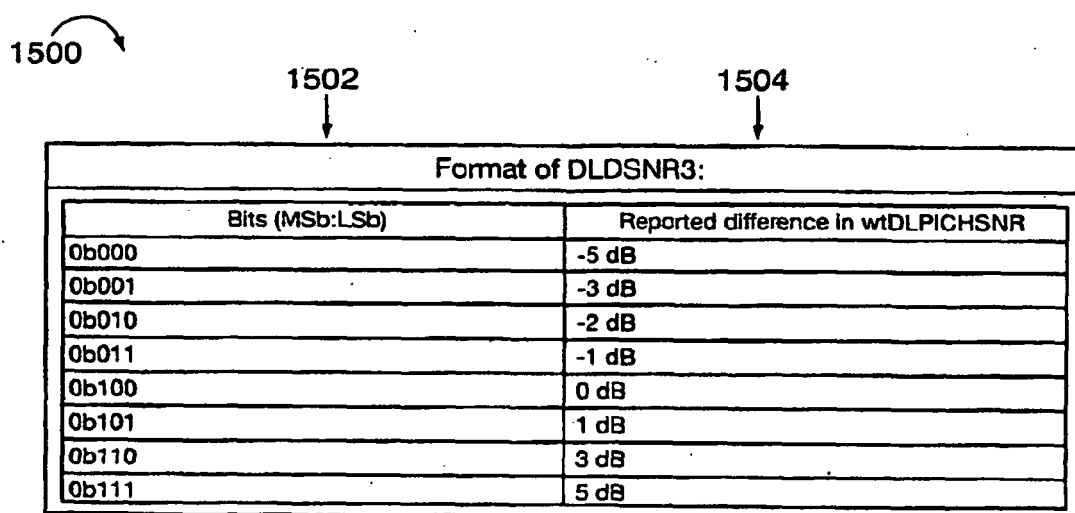 1500
1502 1504
Format of DLDSNR3:
Bits (MSb:LSb) Reported difference in wtDLPICHSNR
0b000 -5 dB
0b001 -3 dB
0b010 -2 dB
0b011 -1 dB
0b100 0 dB
0b101 1 dB
0b110 3 dB
0b111 5 dB